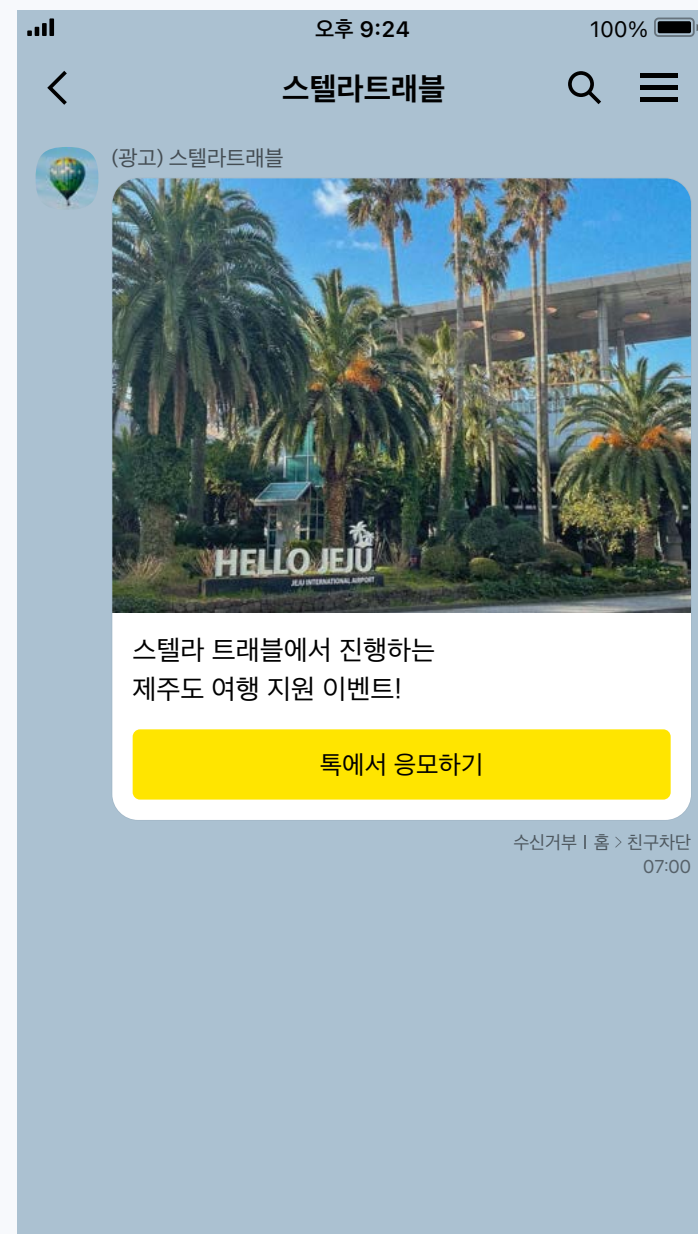 오후 9:24
100%
스텔라트래블
(광고) 스텔라트래블
HELLO JEJU
JEJU INTERNATIONAL AIRPORT
스텔라 트래블에서 진행하는
제주도 여행 지원 이벤트!
톡에서 응모하기
수신거부 | 홈 > 친구차단
07:00